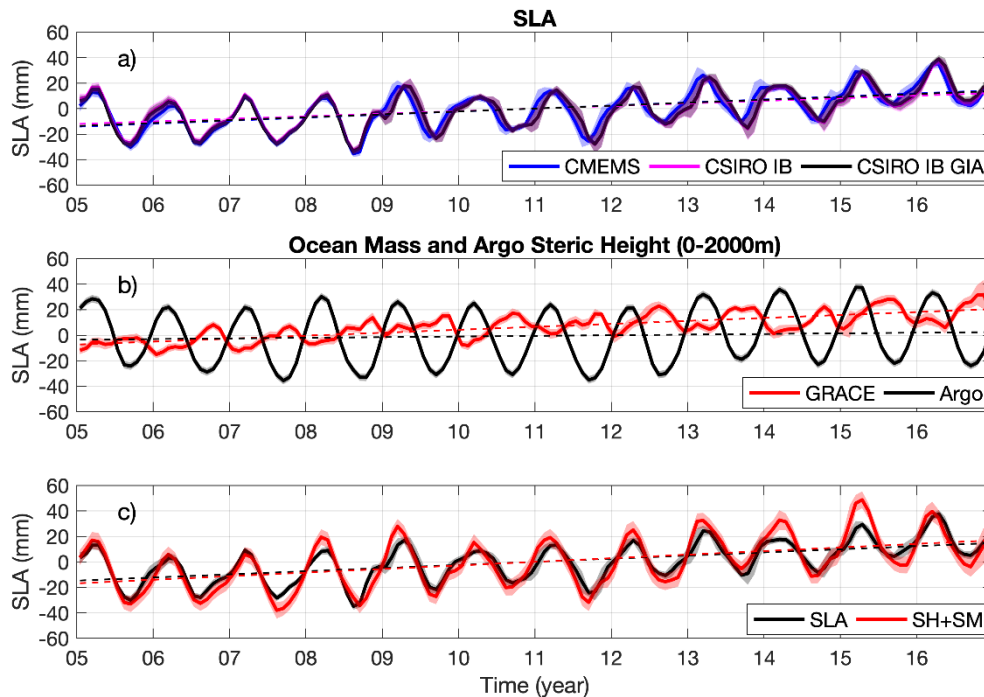 SLA
a)
SLA (mm)
60
40
20
0
-20
-40
-60
CMEMS CSIRO IB CSIRO IB GIA
05 06 07 08 09 10 11 12 13 14 15 16
Ocean Mass and Argo Steric Height (0-2000m)
b)
SLA (mm)
60
40
20
0
-20
-40
-60
GRACE Argo
05 06 07 08 09 10 11 12 13 14 15 16
c)
SLA (mm)
60
40
20
0
-20
-40
-60
SLA SH+SM
05 06 07 08 09 10 11 12 13 14 15 16
Time (year)